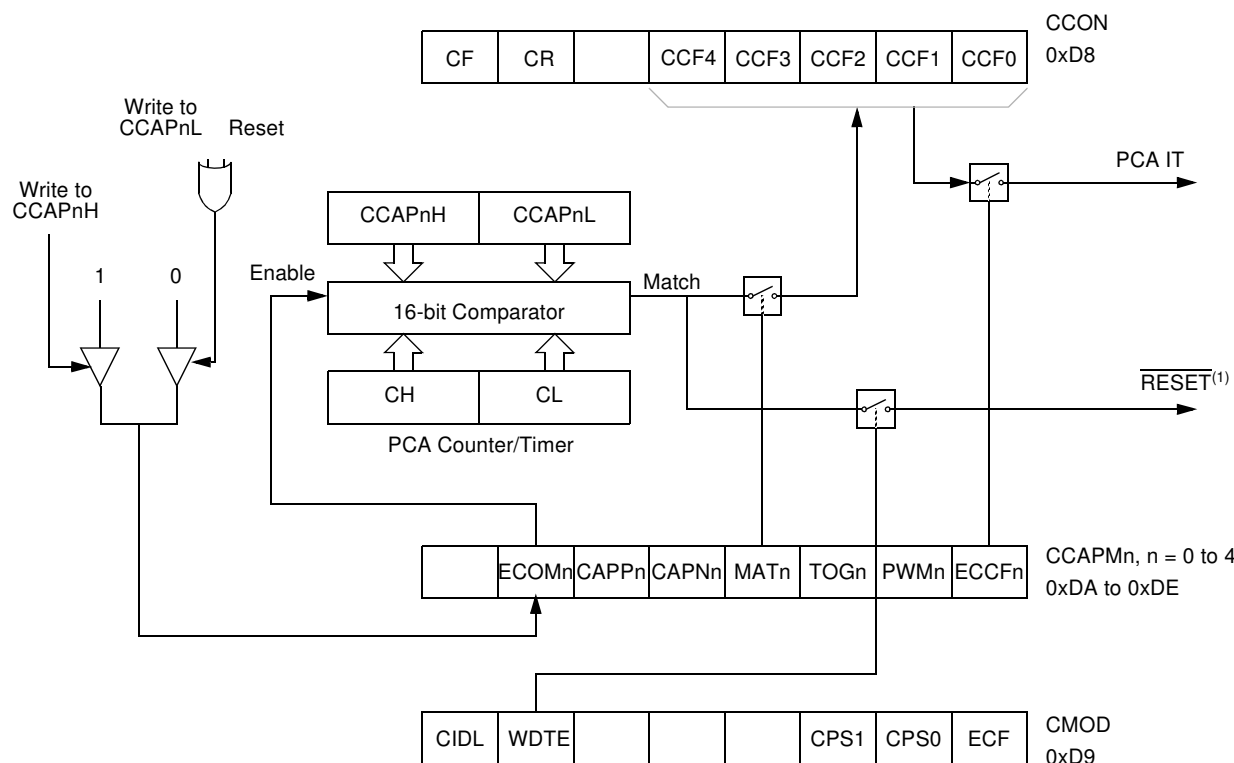 CCON
0xD8
CF CR CCF4 CCF3 CCF2 CCF1 CCF0
Write to
CCAPnL Reset
PCA IT
Write to
CCAPnH
CCAPnH CCAPnL
1 0 Enable
Match
16-bit Comparator
CH CL
RESET(1)
PCA Counter/Timer
ECOMn CAPPn CAPNn MATn TOGn PWMn ECCFn
CCAPMn, n = 0 to 4
0xDA to 0xDE
CIDL WDTE CPS1 CPS0 ECF
CMOD
0xD9